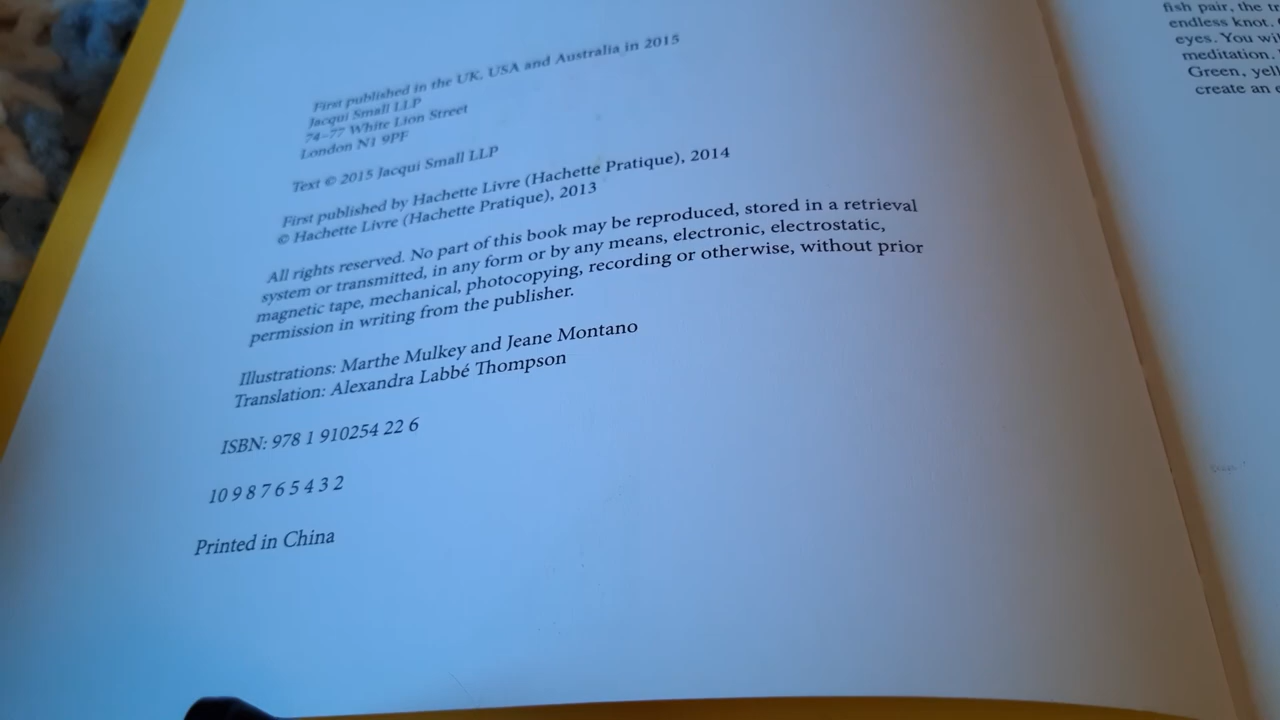 First published in the UK, USA and Australia in 2015
Jacqui Small LLP
74–77 White Lion Street
London N1 9PF
Text © 2015 Jacqui Small LLP
First published by Hachette Livre (Hachette Pratique), 2014
© Hachette Livre (Hachette Pratique), 2013
All rights reserved. No part of this book may be reproduced, stored in a retrieval
system or transmitted, in any form or by any means, electronic, electrostatic,
magnetic tape, mechanical, photocopying, recording or otherwise, without prior
permission in writing from the publisher.
Illustrations: Marthe Mulkey and Jeane Montano
Translation: Alexandra Labbé Thompson
ISBN: 978 1 910254 22 6
10 9 8 7 6 5 4 3 2
Printed in China
fish pair, the
endless knot.
eyes. You
meditation.
Green,
create an